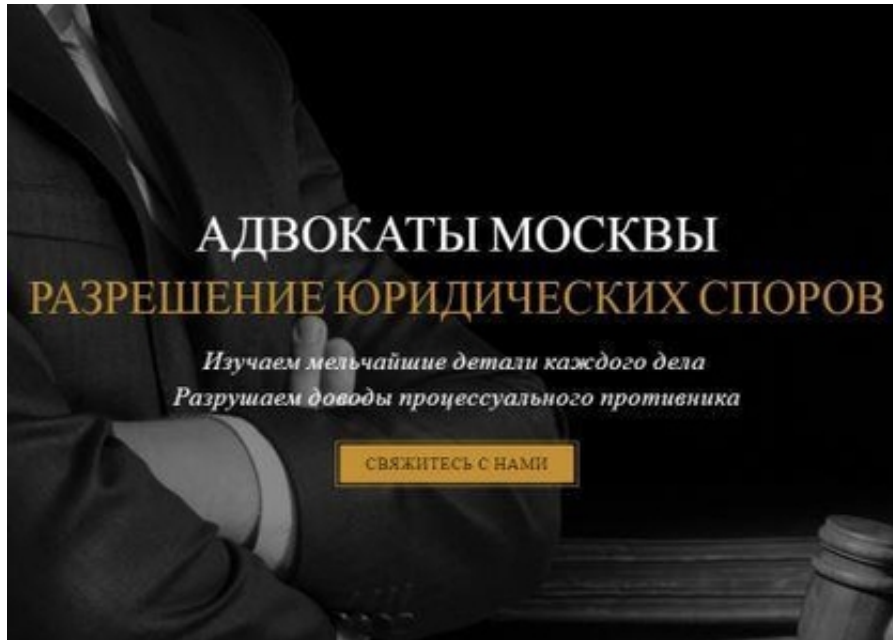 АДВОКАТЫ МОСКВЫ
РАЗРЕШЕНИЕ ЮРИДИЧЕСКИХ СПОРОВ
Изучаем мельчайшие детали каждого дела
Разрушаем доводы процессуального противника
СВЯЖИТЕСЬ С НАМИ